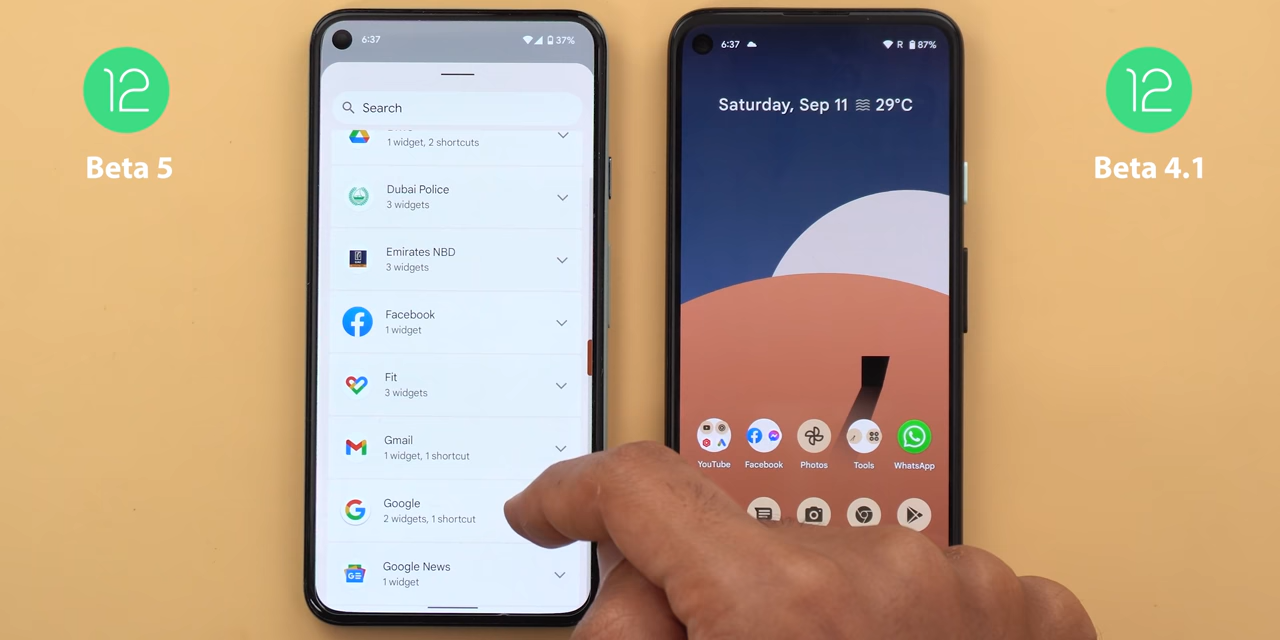 12
Beta 5
6:37
37%
Search
1 widget, 2 shortcuts
Dubai Police
3 widgets
Emirates NBD
3 widgets
Facebook
1 widget
Fit
3 widgets
Gmail
1 widget, 1 shortcut
Google
2 widgets, 1 shortcut
Google News
1 widget
6:37
R
87%
Saturday, Sep 11
29°C
YouTube
Facebook
Photos
Tools
WhatsApp
12
Beta 4.1